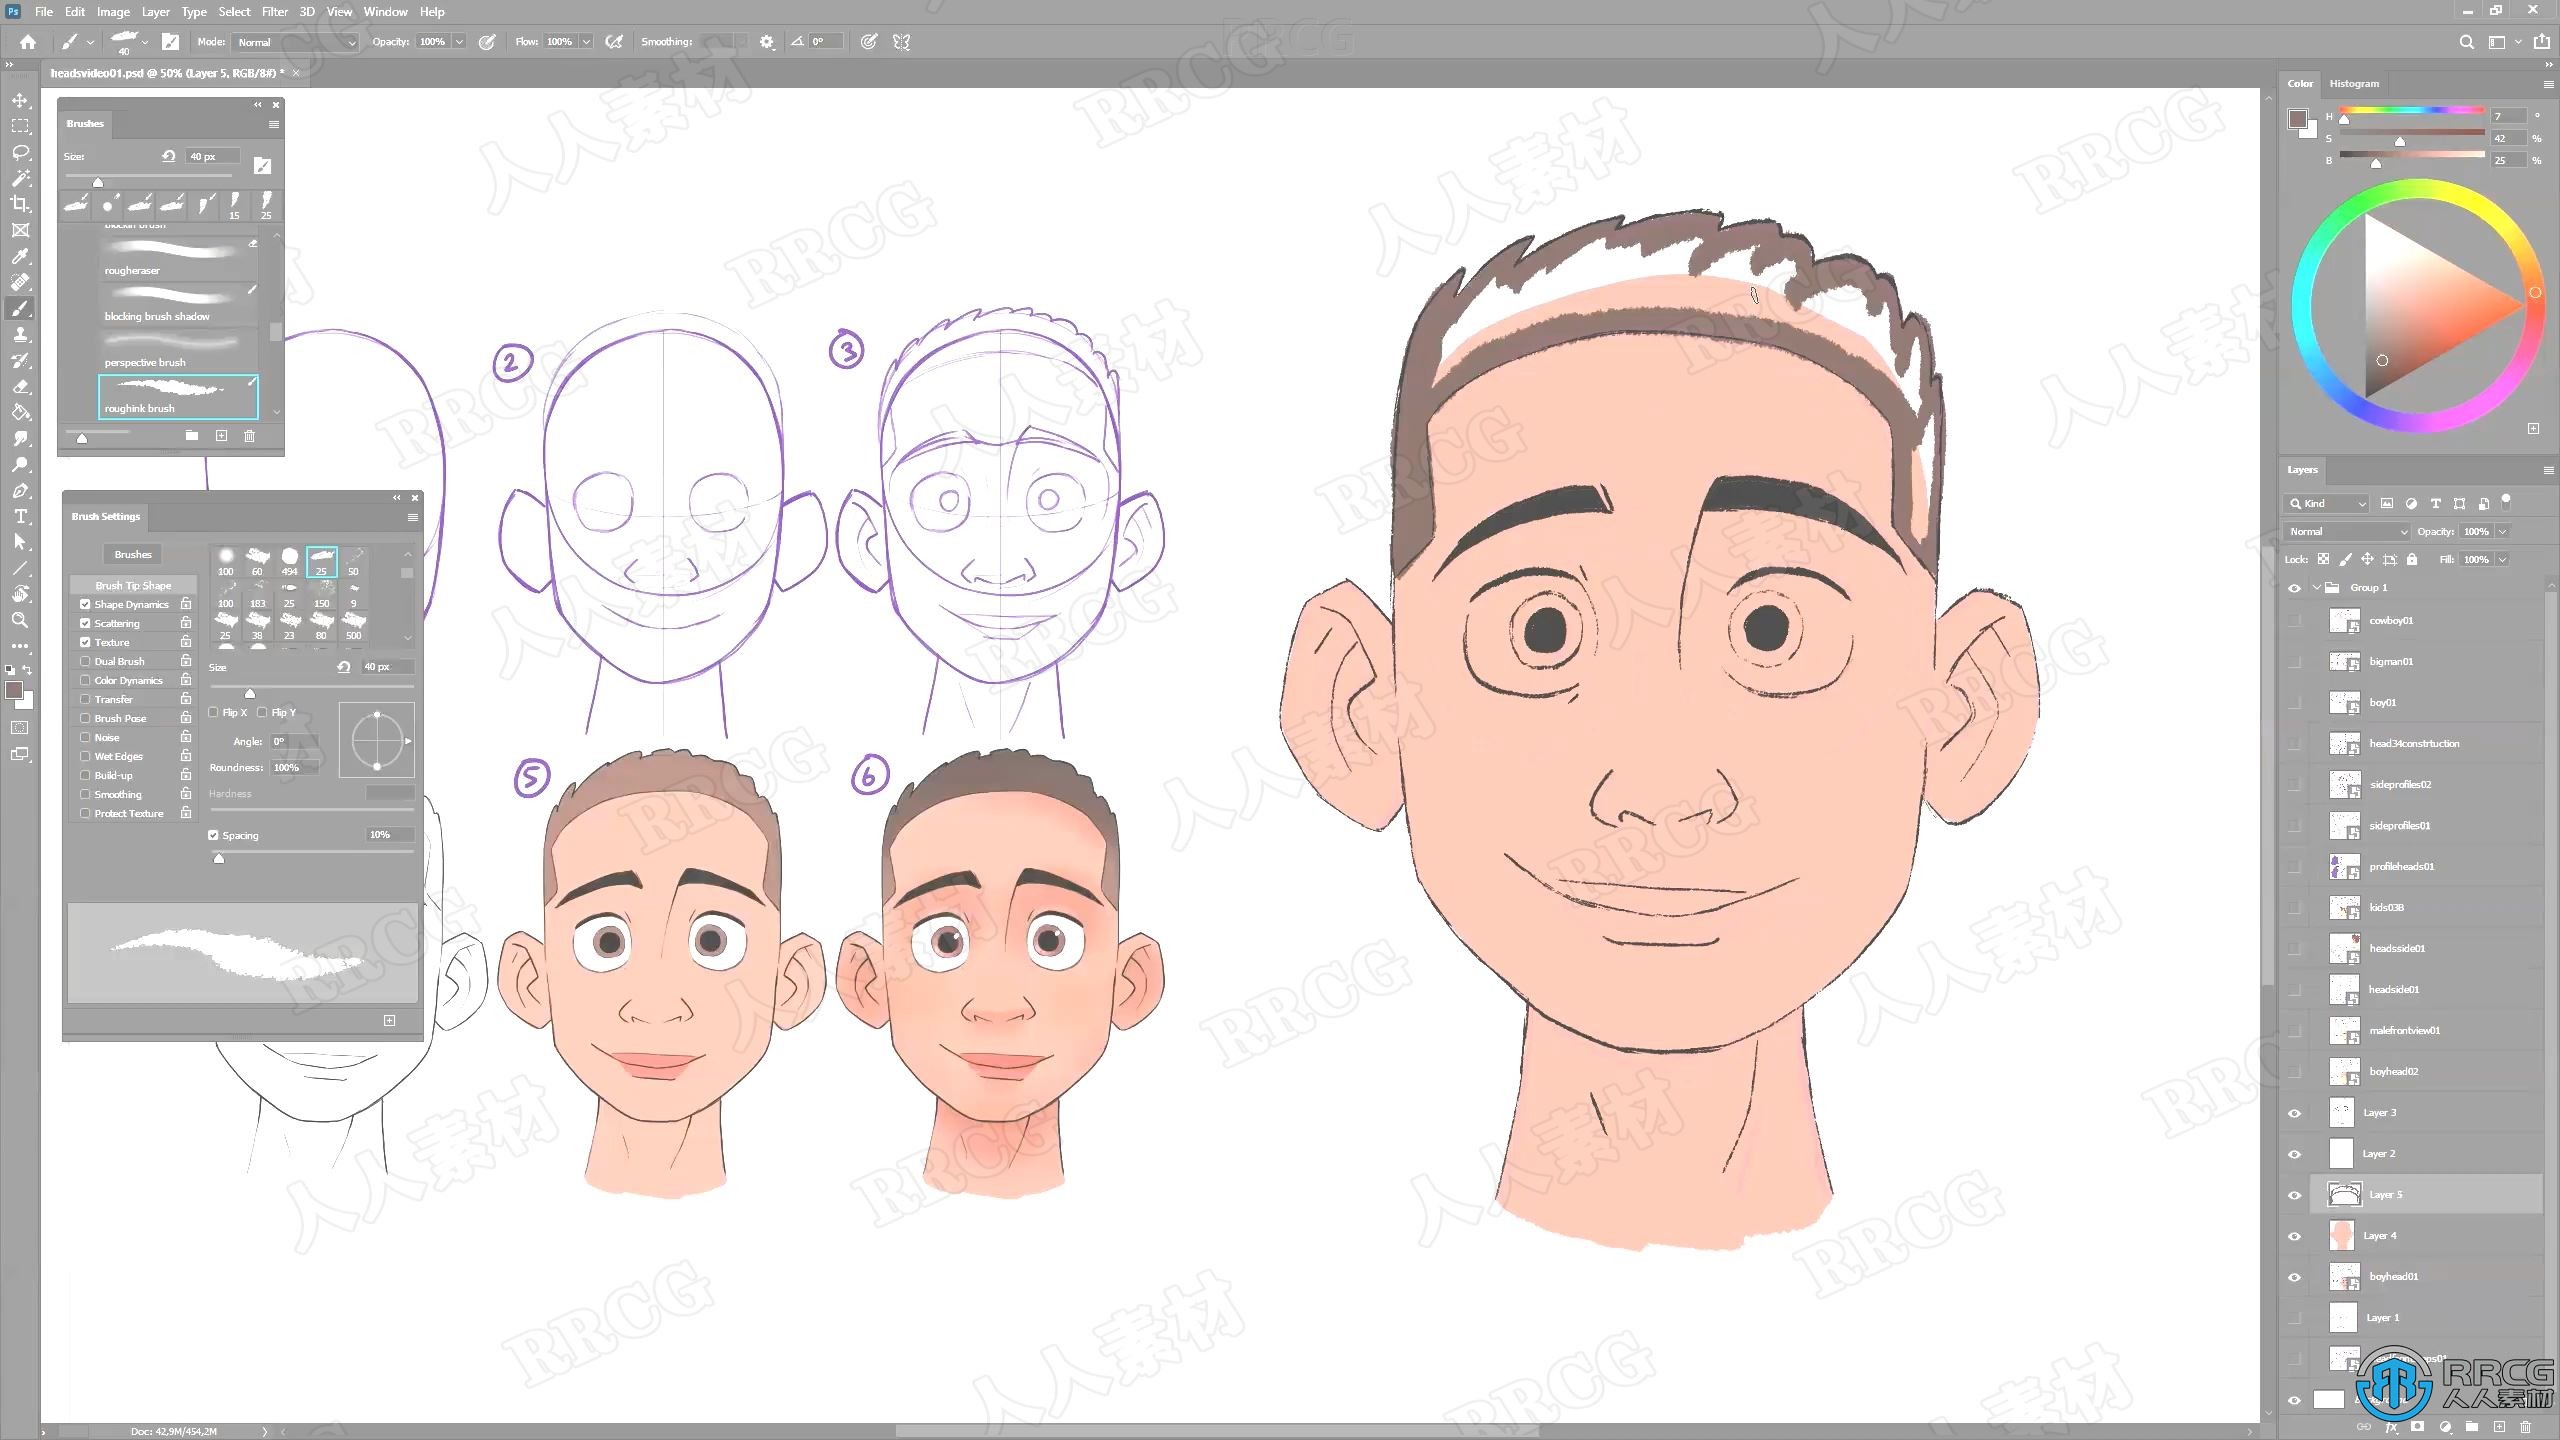 Ps File Edit Image Layer Type Select Filter 3D View Window Help
40 Mode: Normal Opacity: 100% Flow: 100% Smoothing: 0°
headsvideo01.psd @ 50% (Layer 5, RGB/8#) * ×
Brushes
Size: 40 px
15 25
blockin brush
rougheraser
blocking brush shadow
perspective brush
roughink brush
Brush Settings
Brushes
Brush Tip Shape
Shape Dynamics
Scattering
Texture
Dual Brush
Color Dynamics
Transfer
Brush Pose
Noise
Wet Edges
Build-up
Smoothing
Protect Texture
100 60 494 25 50
100 183 25 150 9
25 38 23 80 500
Size 40 px
Flip X Flip Y
Angle: 0°
Roundness: 100%
Hardness
Spacing 10%
2
3
5
6
Color Histogram
H 7 °
S 42 %
B 25 %
Layers
Kind
Normal Opacity: 100%
Lock: Fill: 100%
Group 1
cowboy01
bigman01
boy01
head34constrtuction
sideprofiles02
sideprofiles01
profileheads01
kids03B
headsside01
headside01
malefrontview01
boyhead02
Layer 3
Layer 2
Layer 5
Layer 4
boyhead01
Layer 1
Doc: 42,9M/454,2M
RRCG
人人素材